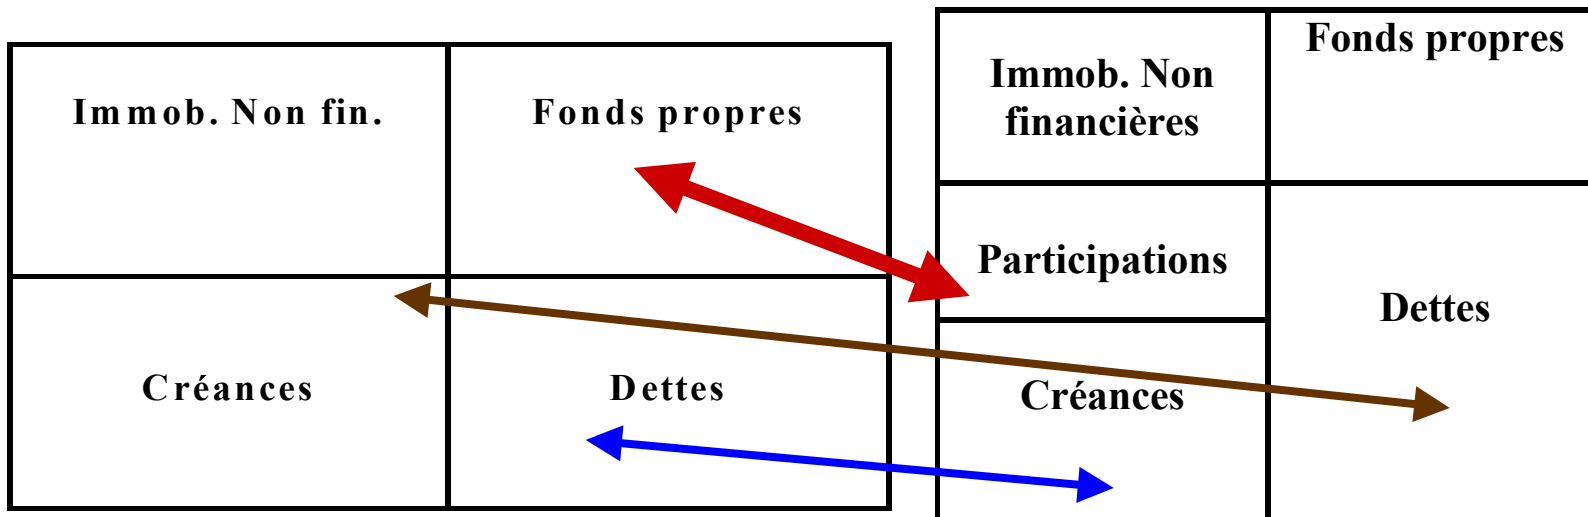 Immob. Non fin.
Fonds propres
Créances
Dettes
Immob. Non
financières
Fonds propres
Participations
Dettes
Créances